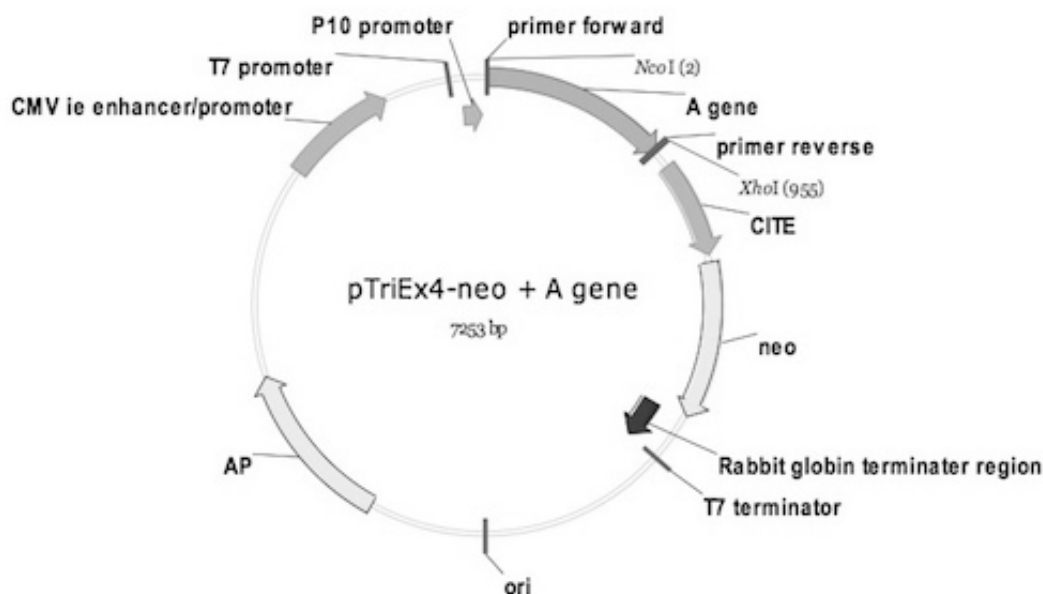 P10 promoter
primer forward
T7 promoter
NcoI (2)
CMV ie enhancer/promoter
A gene
primer reverse
XhoI (955)
CITE
pTriEx4-neo + A gene
7253 bp
neo
AP
Rabbit globin terminater region
T7 terminator
ori